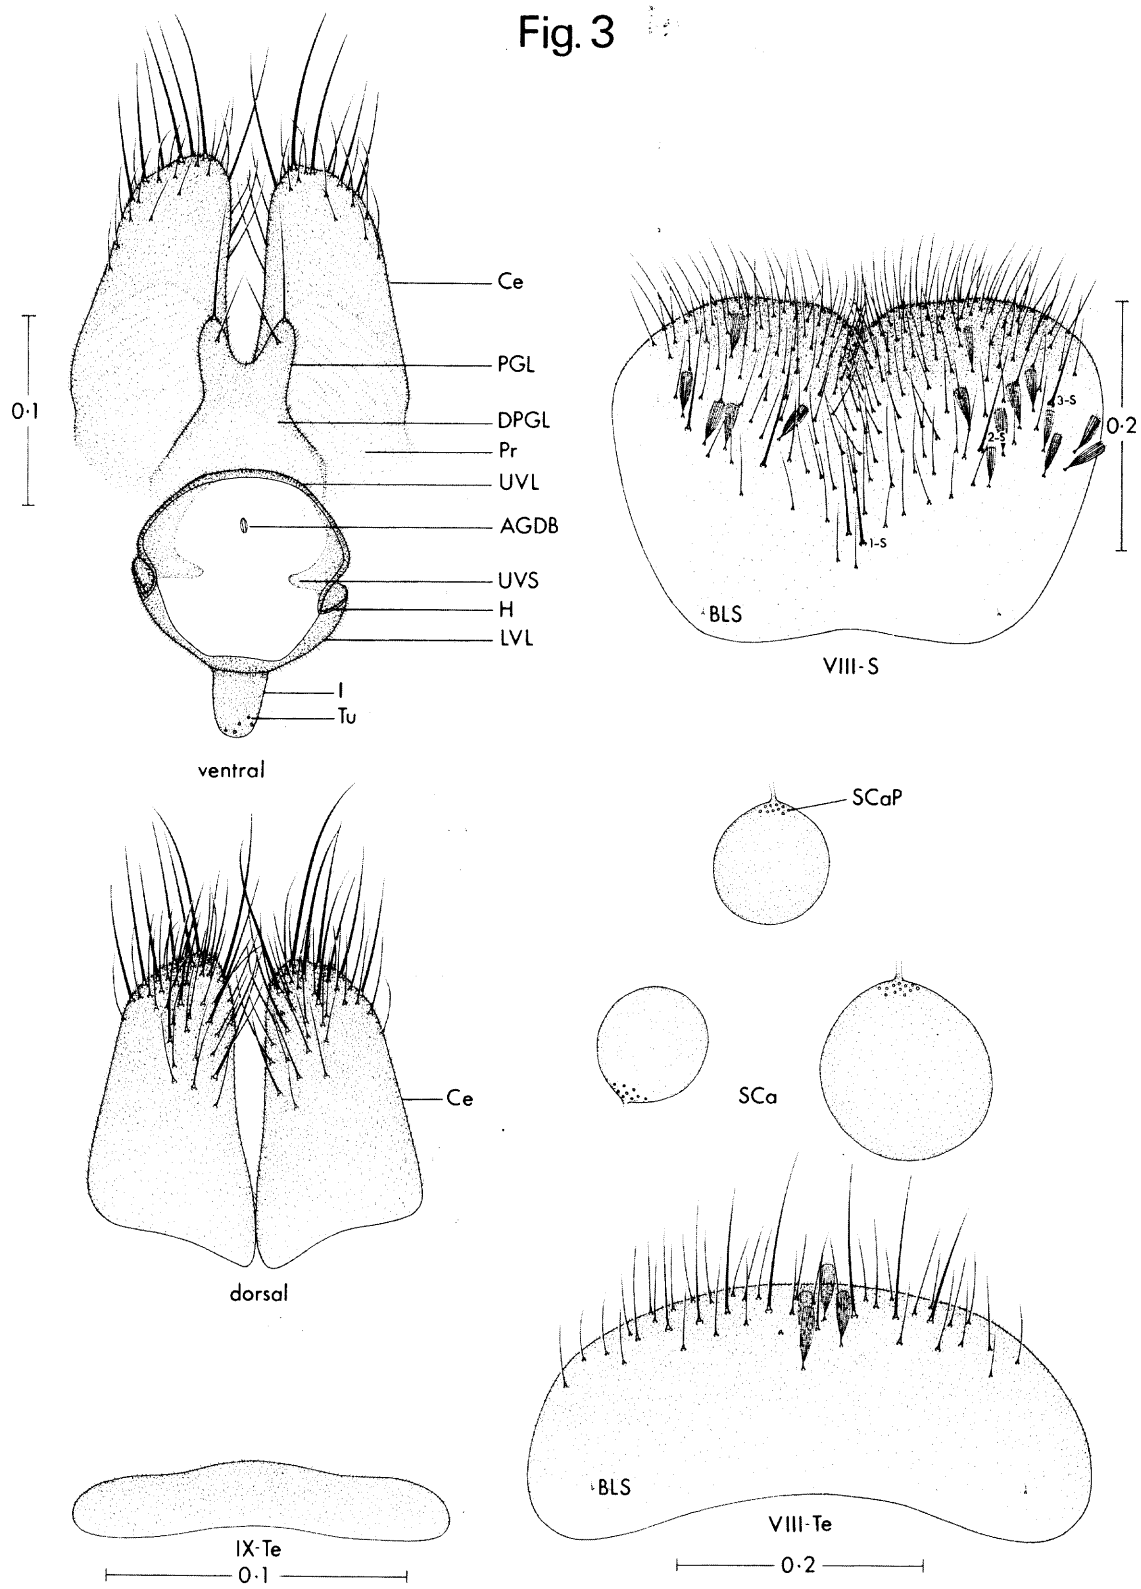 Fig. 3
Ce
PGL
0·1
DPGL
Pr
UVL
AGDB
UVS
H
LVL
I
Tu
ventral
3-S
0·2
2-S
1-S
BLS
VIII-S
SCaP
SCa
Ce
dorsal
BLS
VIII-Te
0·2
IX-Te
0·1